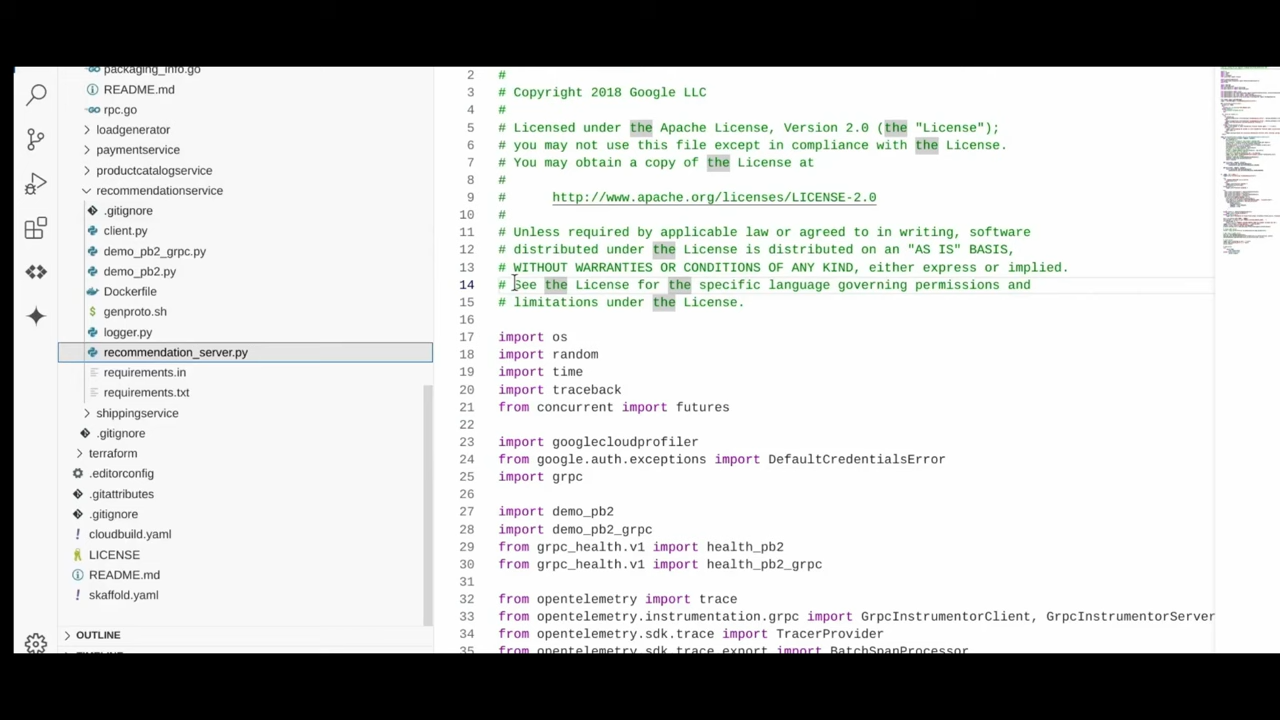 packaging_info.go
README.md
rpc.go
loadgenerator
paymentservice
productcatalogservice
recommendationservice
.gitignore
client.py
demo_pb2_grpc.py
demo_pb2.py
Dockerfile
genproto.sh
logger.py
recommendation_server.py
requirements.in
requirements.txt
shippingservice
.gitignore
terraform
.editorconfig
.gitattributes
.gitignore
cloudbuild.yaml
LICENSE
README.md
skaffold.yaml
OUTLINE
TIMELINE
2 #
3 # Copyright 2018 Google LLC
4 #
5 # Licensed under the Apache License, Version 2.0 (the "License");
6 # you may not use this file except in compliance with the License.
7 # You may obtain a copy of the License at
8 #
9 # http://www.apache.org/licenses/LICENSE-2.0
10 #
11 # Unless required by applicable law or agreed to in writing, software
12 # distributed under the License is distributed on an "AS IS" BASIS,
13 # WITHOUT WARRANTIES OR CONDITIONS OF ANY KIND, either express or implied.
14 # See the License for the specific language governing permissions and
15 # limitations under the License.
16
17 import os
18 import random
19 import time
20 import traceback
21 from concurrent import futures
22
23 import googlecloudprofiler
24 from google.auth.exceptions import DefaultCredentialsError
25 import grpc
26
27 import demo_pb2
28 import demo_pb2_grpc
29 from grpc_health.v1 import health_pb2
30 from grpc_health.v1 import health_pb2_grpc
31
32 from opentelemetry import trace
33 from opentelemetry.instrumentation.grpc import GrpcInstrumentorClient, GrpcInstrumentorServer
34 from opentelemetry.sdk.trace import TracerProvider
35 from opentelemetry.sdk.trace.export import BatchSpanProcessor